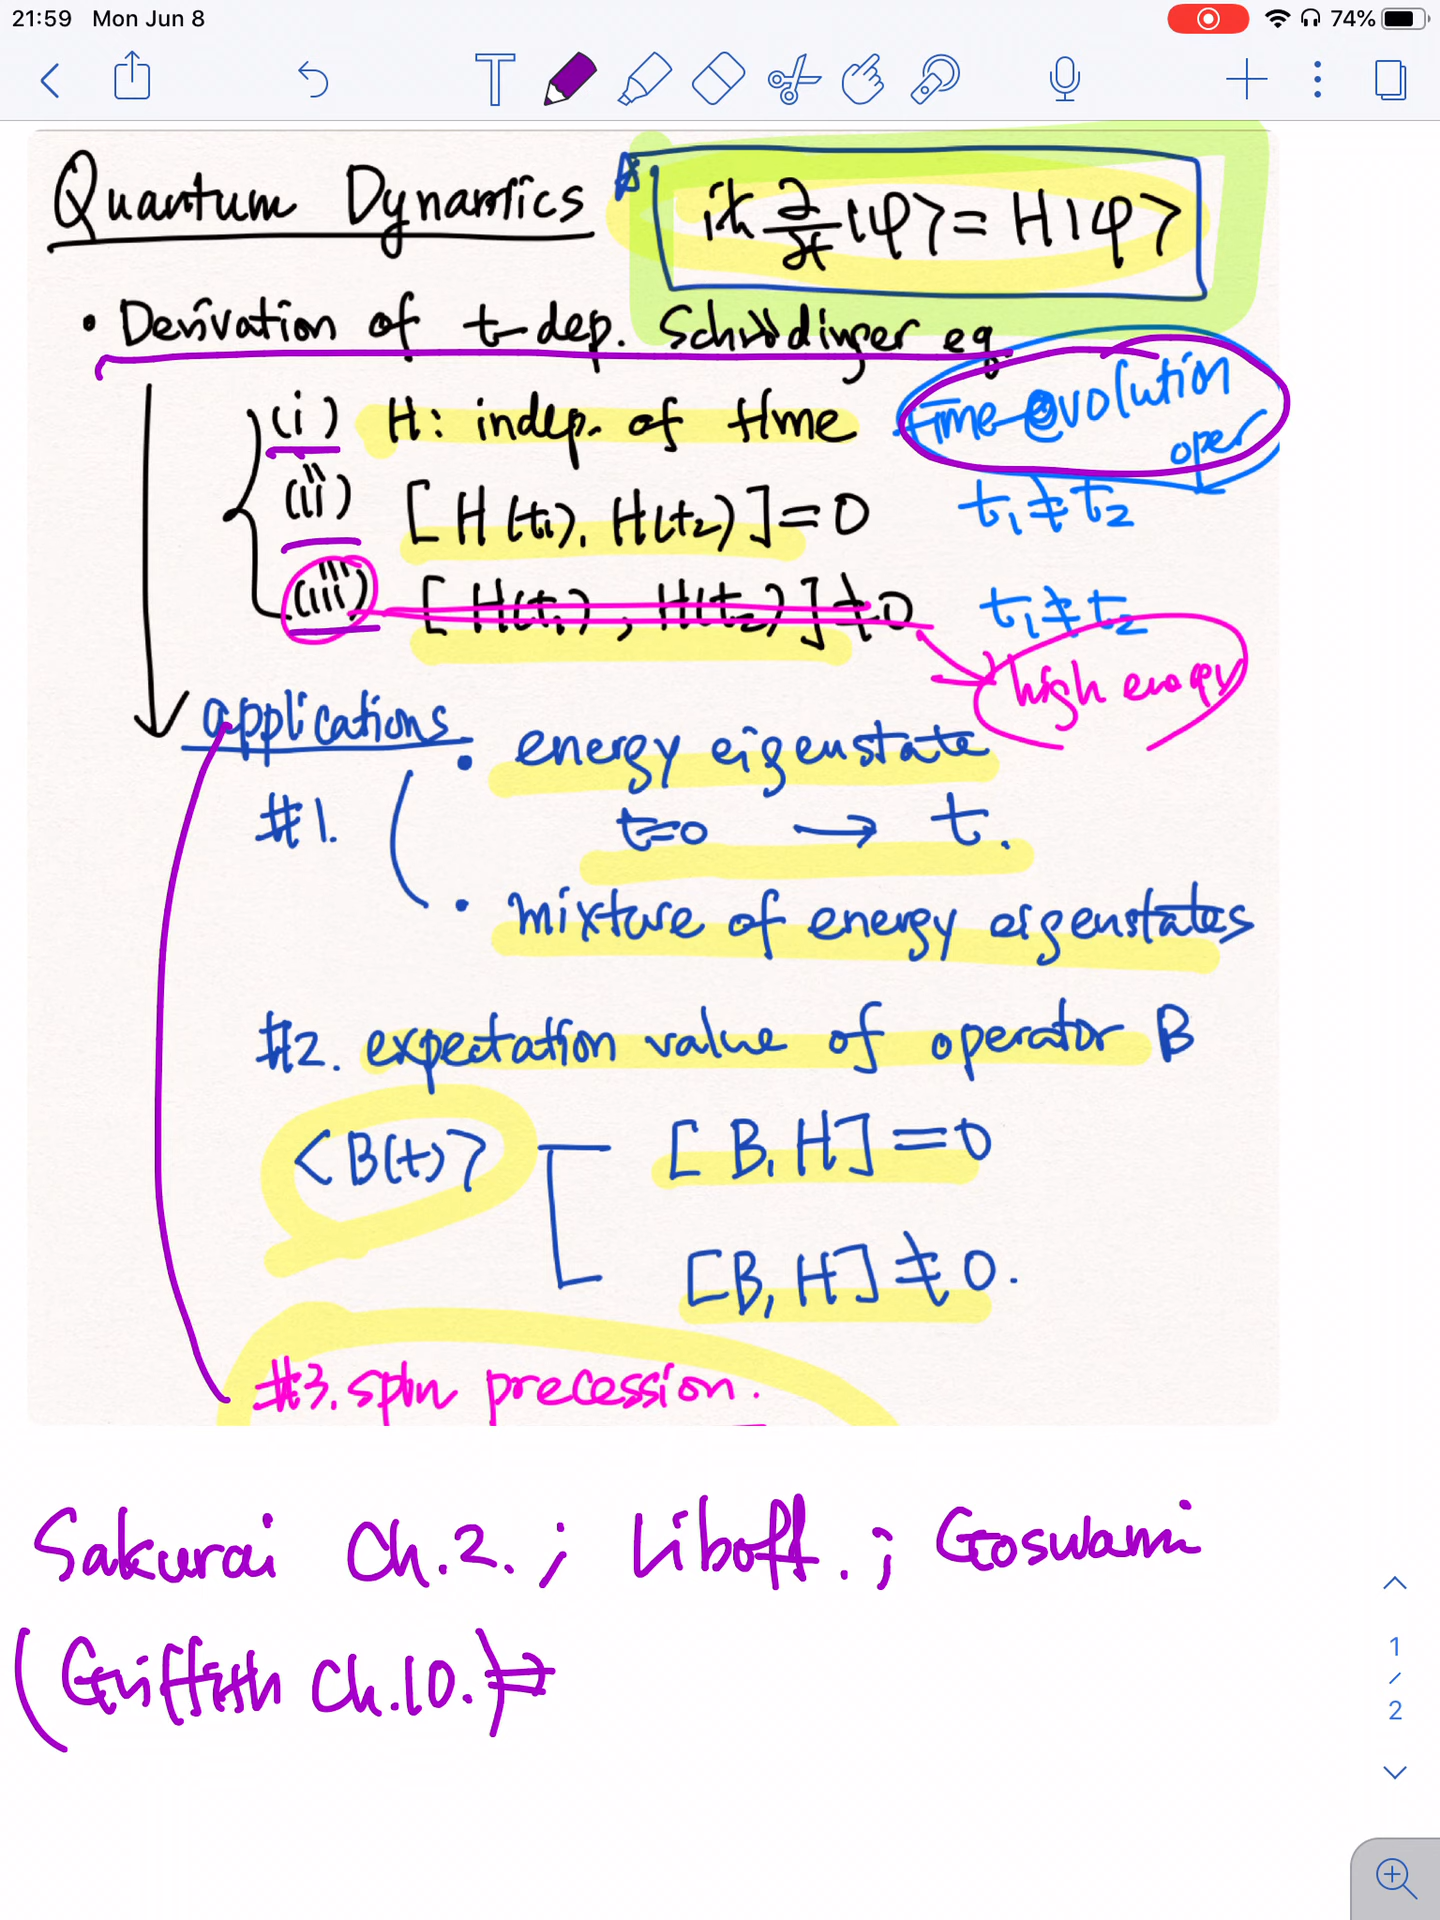 21:59 Mon Jun 8 74%
Quantum Dynamics iħ ∂/∂t |φ> = H|φ>
• Derivation of t-dep. Schrödinger eq
(i) H: indep. of time time-evolution oper
(ii) [H(t₁), H(t₂)] = 0 t₁ ≠ t₂
(iii) [H(t₁), H(t₂)] ≠ 0 t₁ ≠ t₂
high energy
applications • energy eigenstate
#1. t=0 → t.
• mixture of energy eigenstates
#2. expectation value of operator B
<B(t)> [B, H] = 0
[B, H] ≠ 0.
#3. spin precession.
Sakurai Ch.2. ; Liboff. ; Goswami
(Griffith Ch.10.)
1
/
2